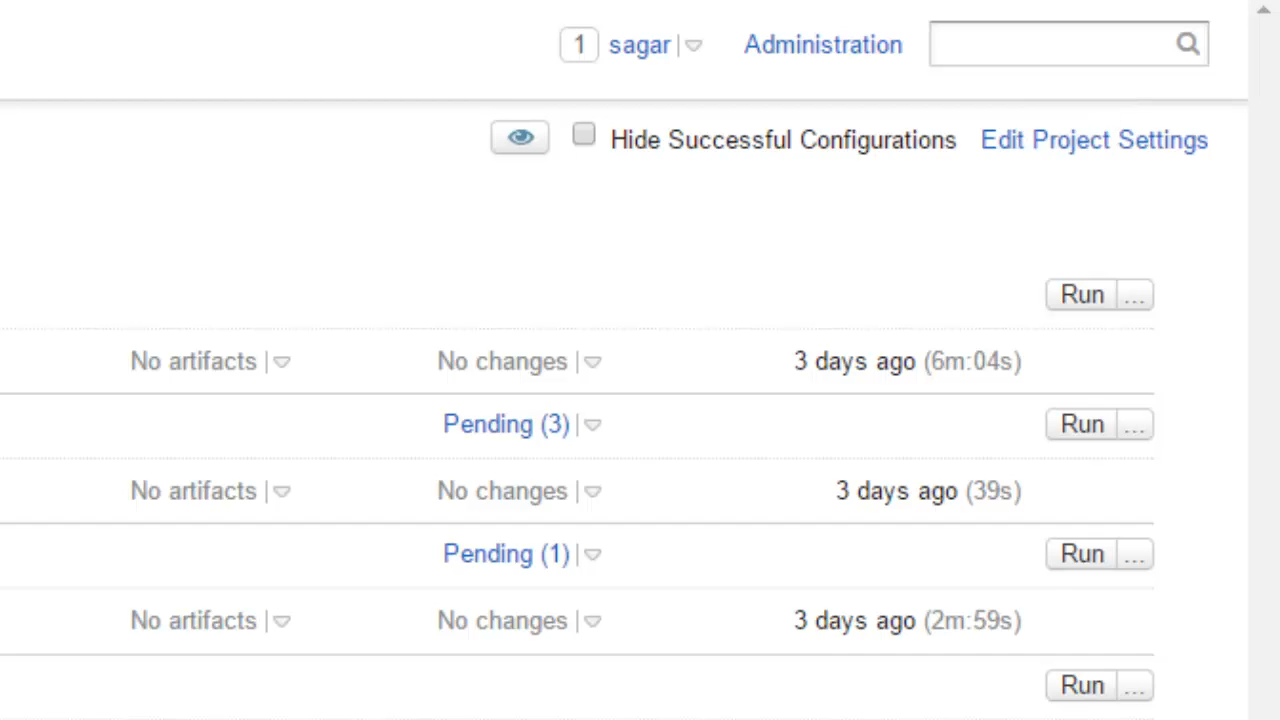 1 sagar Administration
Hide Successful Configurations Edit Project Settings
Run ...
No artifacts No changes 3 days ago (6m:04s)
Pending (3) Run ...
No artifacts No changes 3 days ago (39s)
Pending (1) Run ...
No artifacts No changes 3 days ago (2m:59s)
Run ...